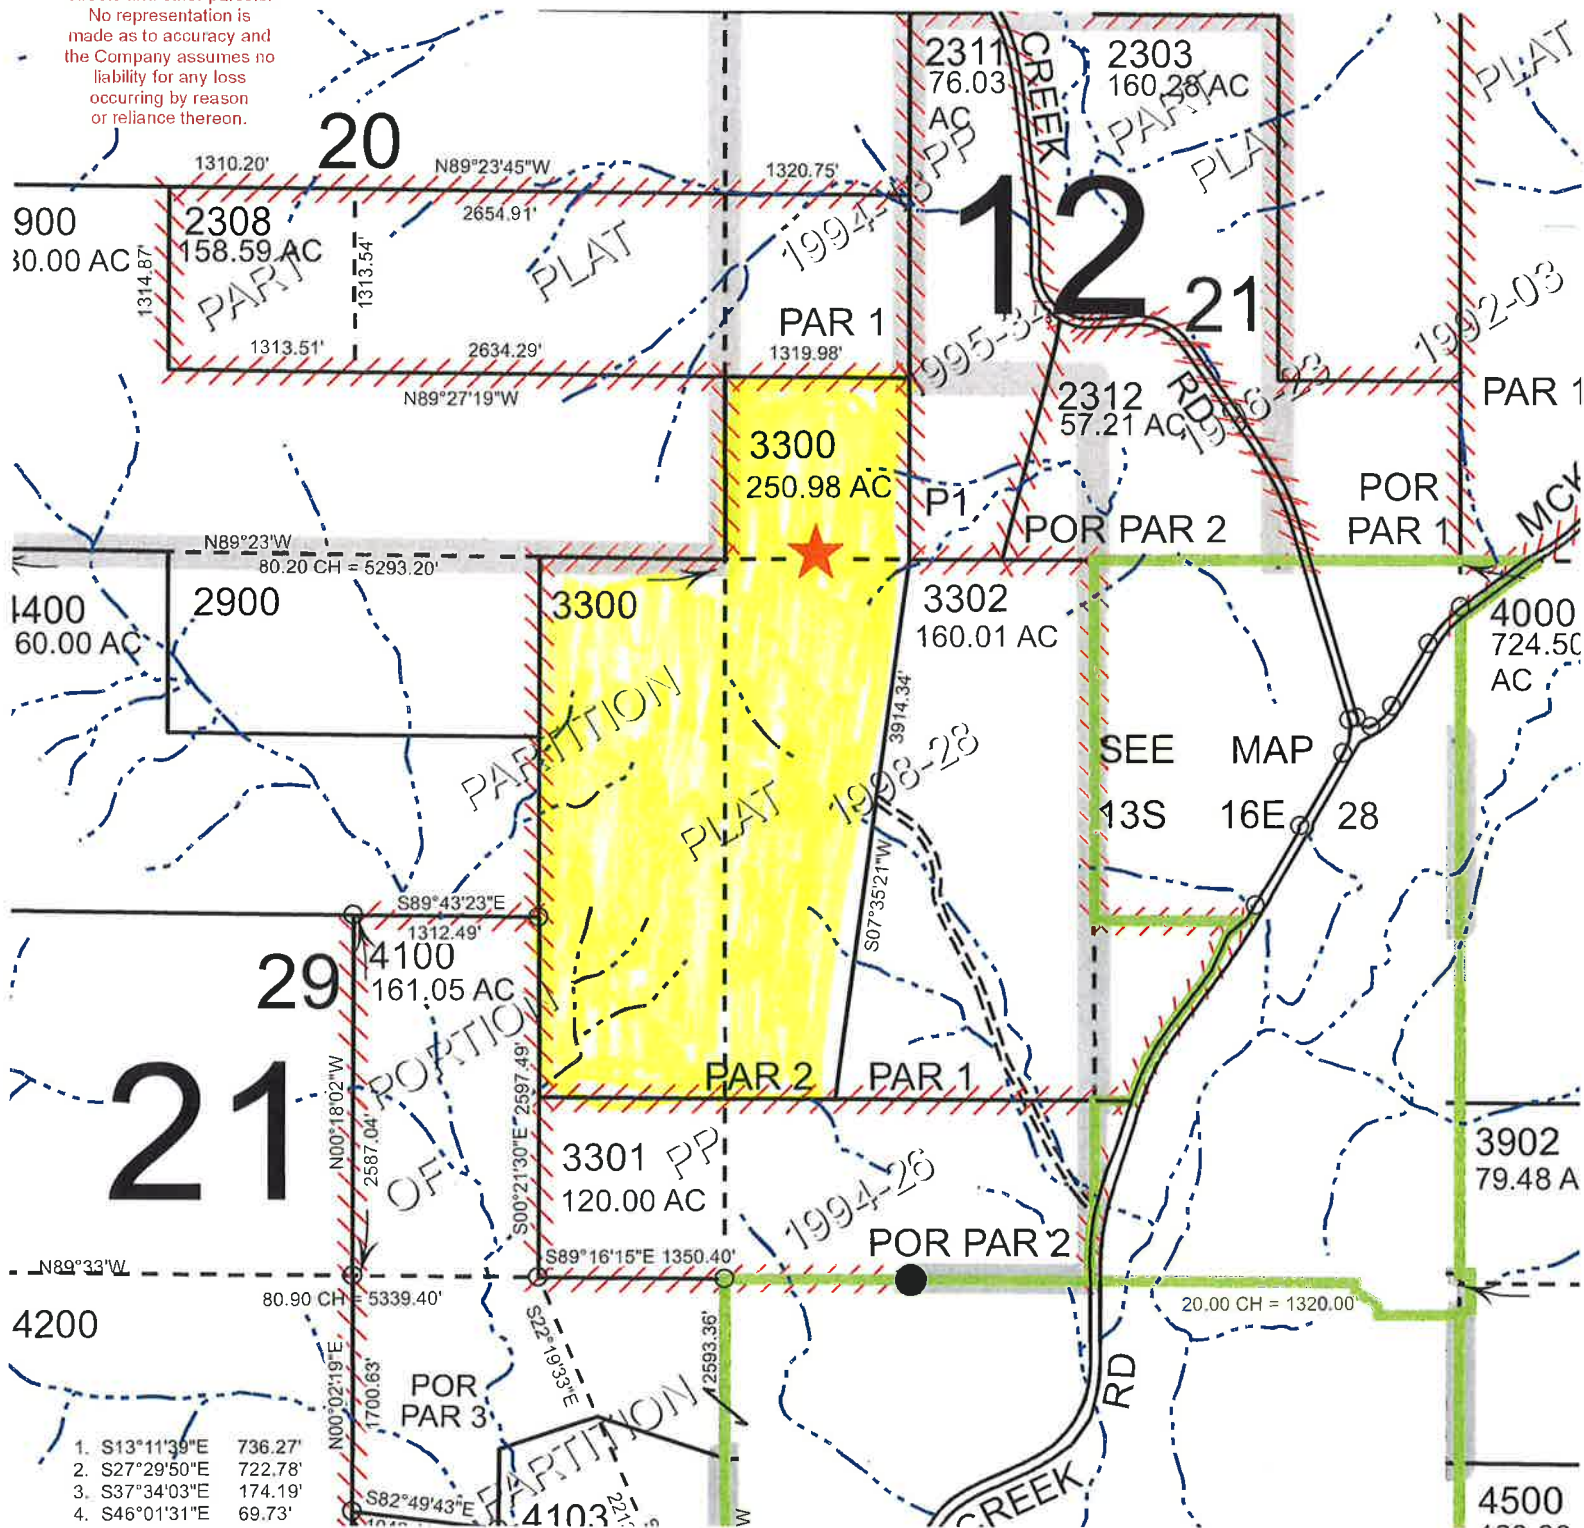 No representation is
made as to accuracy and
the Company assumes no
liability for any loss
occurring by reason
or reliance thereon.
20
1310.20'
N89°23'45"W
1320.75'
2654.91'
900
30.00 AC
2308
158.59 AC
1314.87'
1313.54'
PART
PLAT
1994-
PP
PAR 1
1313.51'
2634.29'
1319.98'
N89°27'19"W
2311
76.03
AC
CREEK
2303
160.28 AC
PART
PLAT
PLAT
12
21
1992-03
995-34
1996-23
2312
57.21 AC
RD
PAR 1
3300
250.98 AC
P1
POR PAR 2
POR
PAR 1
MCK
N89°23'W
80.20 CH = 5293.20'
4400
60.00 AC
2900
3300
3302
160.01 AC
4000
724.50
AC
PARTITION
PLAT
1998-28
3914.34'
S07°35'21"W
SEE MAP
13S 16E 28
S89°43'23"E
1312.49'
29
4100
161.05 AC
21
PORTION
OF
N00°18'02"W
2587.04'
S00°21'30"E 2597.49'
PAR 2
PAR 1
3301
120.00 AC
PP
1994-26
POR PAR 2
3902
79.48 A
N89°33'W
80.90 CH = 5339.40'
S89°16'15"E 1350.40'
20.00 CH = 1320.00'
4200
N00°02'19"E
1700.63'
S22°19'33"E
2593.36'
POR
PAR 3
PARTITION
RD
CREEK
1. S13°11'39"E 736.27'
2. S27°29'50"E 722.78'
3. S37°34'03"E 174.19'
4. S46°01'31"E 69.73'
S82°49'43"E
4103
W
4500